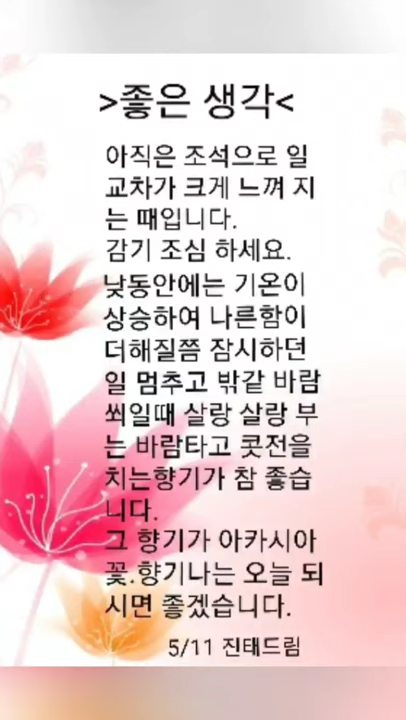 >좋은 생각<
아직은 조석으로 일
교차가 크게 느껴 지
는 때입니다.
감기 조심 하세요.
낮동안에는 기온이
상승하여 나른함이
더해질쯤 잠시하던
일 멈추고 밖같 바람
쐬일때 살랑 살랑 부
는 바람타고 콧전을
치는향기가 참 좋습
니다.
그 향기가 아카시아
꽃.향기나는 오늘 되
시면 좋겠습니다.
5/11 진태드림